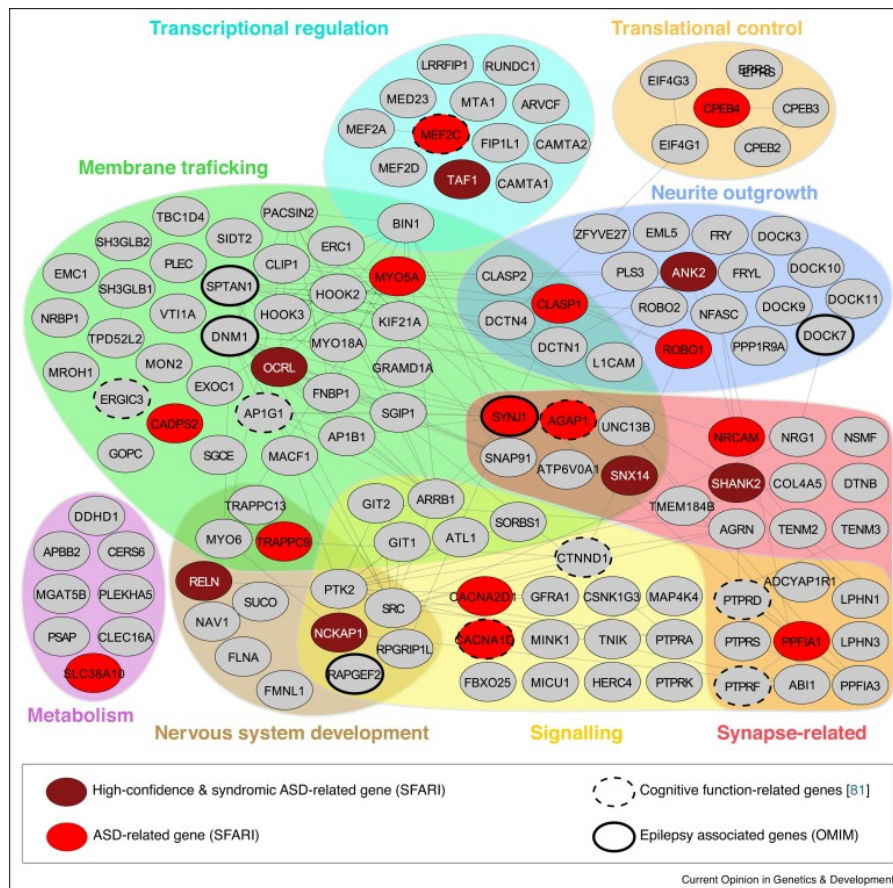 Transcriptional regulation
Translational control
LRRFIP1
RUNDC1
MED23
MTA1
ARVCF
MEF2A
MEF2C
FIP1L1
CAMTA2
MEF2D
TAF1
CAMTA1
EIF4G3
EPRS
CPEB4
CPEB3
EIF4G1
CPEB2
Membrane traficking
Neurite outgrowth
TBC1D4
PACSIN2
BIN1
SH3GLB2
SIDT2
ERC1
EMC1
PLEC
CLIP1
MYO5A
SH3GLB1
SPTAN1
HOOK2
NRBP1
VTI1A
HOOK3
KIF21A
TPD52L2
DNM1
MYO18A
MROH1
MON2
OCRL
GRAMD1A
ERGIC3
EXOC1
FNBP1
CADPS2
AP1G1
SGIP1
AP1B1
GOPC
SGCE
MACF1
ZFYVE27
EML5
FRY
DOCK3
CLASP2
PLS3
ANK2
FRYL
DOCK10
CLASP1
ROBO2
NFASC
DOCK9
DOCK11
DCTN4
DCTN1
ROBO1
PPP1R9A
DOCK7
L1CAM
SYNJ1
AGAP1
UNC13B
NRCAM
NRG1
NSMF
SNAP91
ATP6V0A1
SNX14
SHANK2
COL4A5
DTNB
TMEM184B
AGRN
TENM2
TENM3
TRAPPC13
GIT2
ARRB1
SORBS1
MYO6
TRAPPC9
GIT1
ATL1
CTNND1
DDHD1
APBB2
CERS6
MGAT5B
PLEKHA5
PSAP
CLEC16A
SLC38A10
RELN
SUCO
PTK2
SRC
NAV1
NCKAP1
RPGRIP1L
FLNA
RAPGEF2
FMNL1
CACNA2D1
GFRA1
CSNK1G3
MAP4K4
CACNA1D
MINK1
TNIK
PTPRA
FBXO25
MICU1
HERC4
PTPRK
ADCYAP1R1
PTPRD
LPHN1
PTPRS
PPFIA1
LPHN3
PTPRF
ABI1
PPFIA3
Metabolism
Nervous system development
Signalling
Synapse-related
High-confidence & syndromic ASD-related gene (SFARI)
Cognitive function-related genes [81]
ASD-related gene (SFARI)
Epilepsy associated genes (OMIM)
Current Opinion in Genetics & Development